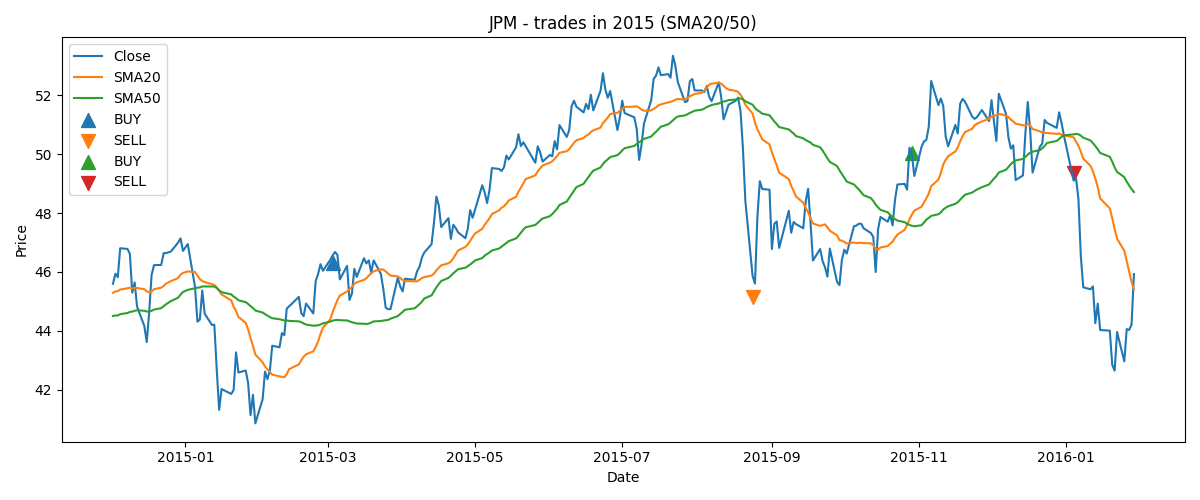 JPM - trades in 2015 (SMA20/50)
Close
SMA20
SMA50
BUY
SELL
BUY
SELL
Price
52
50
48
46
44
42
2015-01
2015-03
2015-05
2015-07
2015-09
2015-11
2016-01
Date